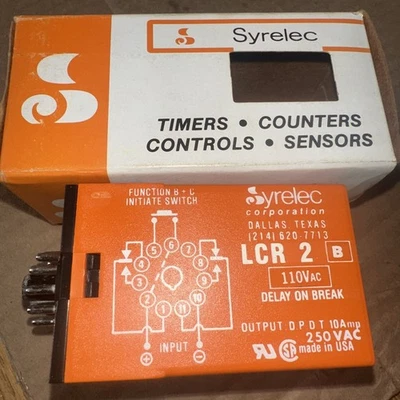 Syrelec
TIMERS • COUNTERS
CONTROLS • SENSORS
FUNCTION B + C
INITIATE SWITCH
5 6 7
4 8
3 9
2 10
1 11
INPUT
+ -
Syrelec
corporation
DALLAS, TEXAS
(214) 620-7713
LCR 2 B
110VAC
DELAY ON BREAK
OUTPUT D P D T 10Amp
250VAC
made in USA